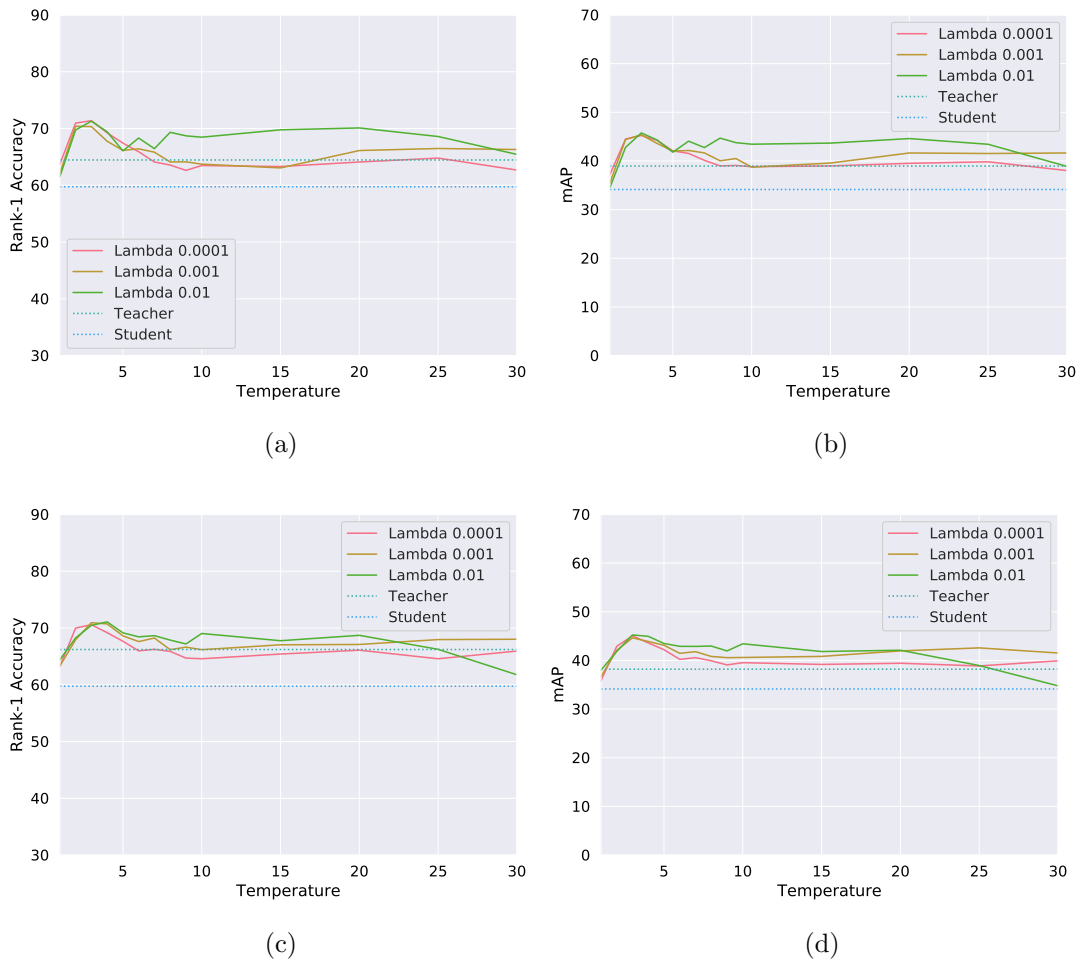 90
80
70
60
50
40
30
Rank-1 Accuracy
Lambda 0.0001
Lambda 0.001
Lambda 0.01
Teacher
Student
5 10 15 20 25 30
Temperature
(a)
70
60
50
40
30
20
10
0
mAP
Lambda 0.0001
Lambda 0.001
Lambda 0.01
Teacher
Student
5 10 15 20 25 30
Temperature
(b)
90
80
70
60
50
40
30
Rank-1 Accuracy
Lambda 0.0001
Lambda 0.001
Lambda 0.01
Teacher
Student
5 10 15 20 25 30
Temperature
(c)
70
60
50
40
30
20
10
0
mAP
Lambda 0.0001
Lambda 0.001
Lambda 0.01
Teacher
Student
5 10 15 20 25 30
Temperature
(d)